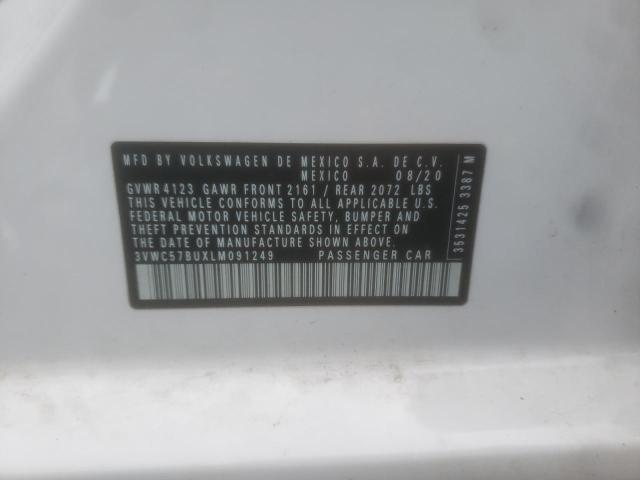 MFD BY VOLKSWAGEN DE MEXICO S.A. DE C.V.
MEXICO 08/20
GVWR 4123 GAWR FRONT 2161 / REAR 2072 LBS
THIS VEHICLE CONFORMS TO ALL APPLICABLE U.S.
FEDERAL MOTOR VEHICLE SAFETY, BUMPER AND
THEFT PREVENTION STANDARDS IN EFFECT ON
THE DATE OF MANUFACTURE SHOWN ABOVE.
3VWC57BUXLM091249 PASSENGER CAR
3531425 3387 M